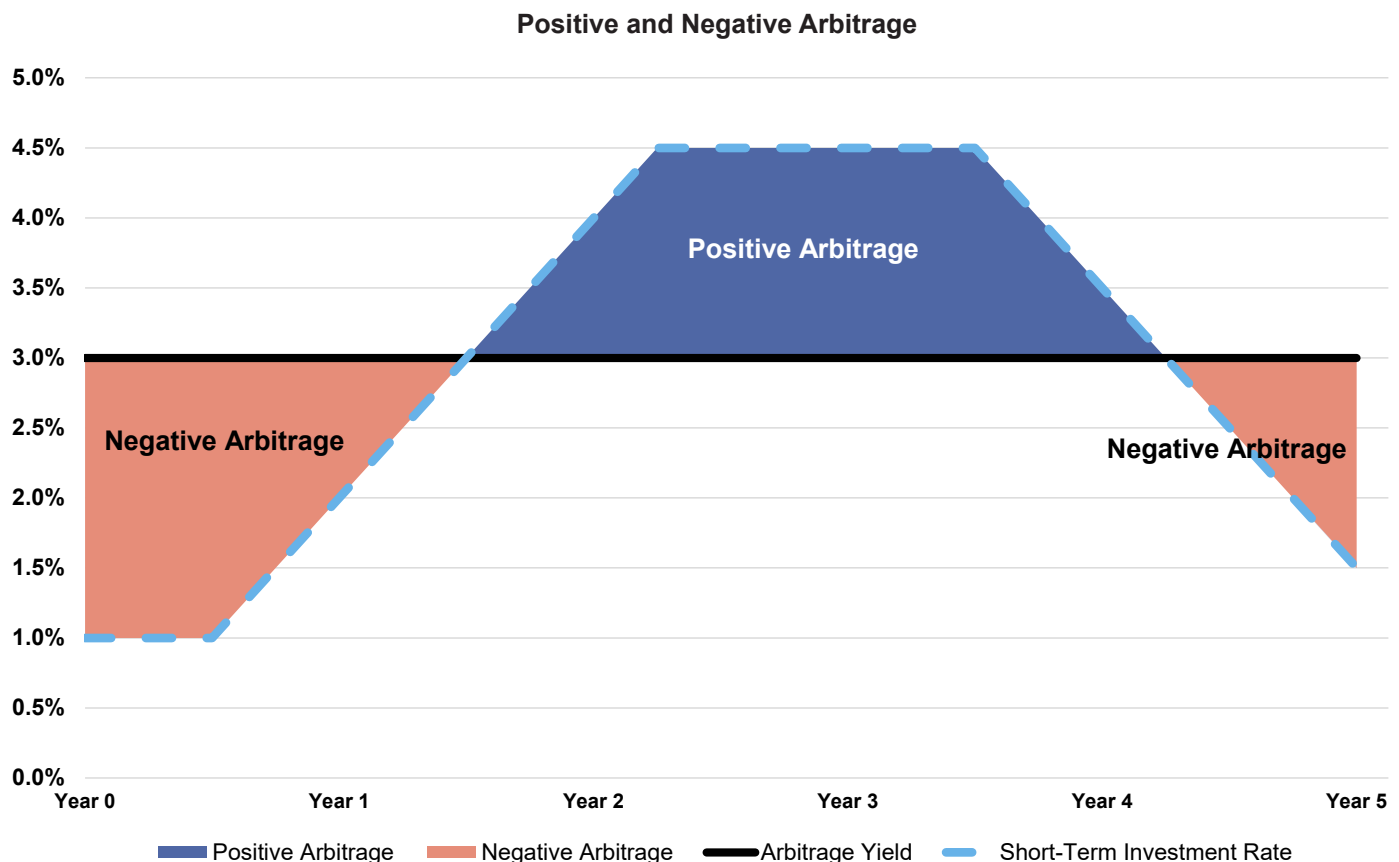 Positive and Negative Arbitrage
5.0%
4.5%
4.0%
Positive Arbitrage
3.5%
3.0%
2.5%
Negative Arbitrage
Negative Arbitrage
2.0%
1.5%
1.0%
0.5%
0.0%
Year 0 Year 1 Year 2 Year 3 Year 4 Year 5
Positive Arbitrage Negative Arbitrage Arbitrage Yield Short-Term Investment Rate